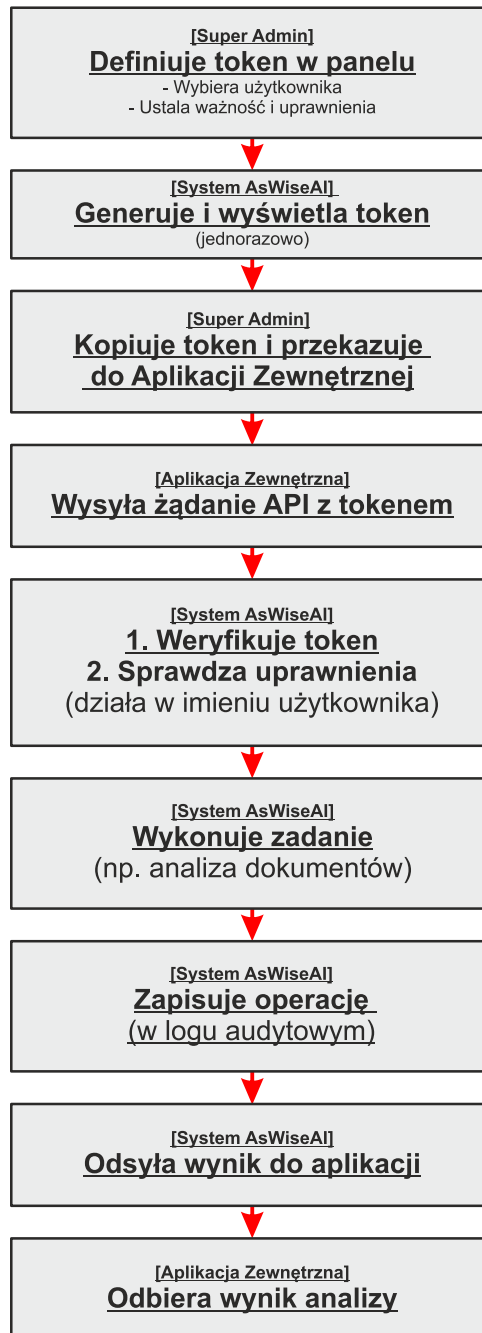 [Super Admin]
Definiuje token w panelu
- Wybiera użytkownika
- Ustala ważność i uprawnienia
[System AsWiseAI]
Generuje i wyświetla token
(jednorazowo)
[Super Admin]
Kopiuje token i przekazuje
do Aplikacji Zewnętrznej
[Aplikacja Zewnętrzna]
Wysyła żądanie API z tokenem
[System AsWiseAI]
1. Weryfikuje token
2. Sprawdza uprawnienia
(działa w imieniu użytkownika)
[System AsWiseAI]
Wykonuje zadanie
(np. analiza dokumentów)
[System AsWiseAI]
Zapisuje operację
(w logu audytowym)
[System AsWiseAI]
Odsyła wynik do aplikacji
[Aplikacja Zewnętrzna]
Odbiera wynik analizy